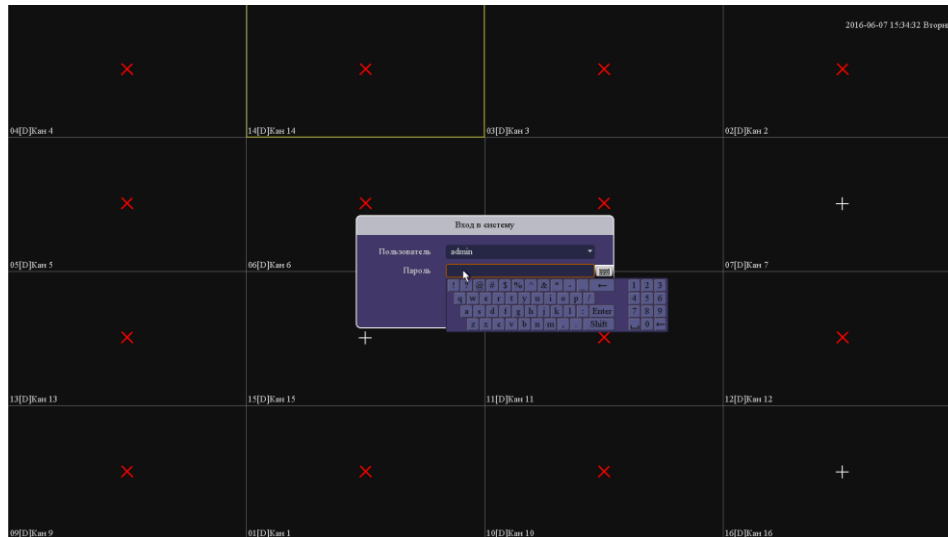 2016-06-07 15:34:32
04[D]Кан 4
14[D]Кан 14
03[D]Кан 3
02[D]Кан 2
Вход в систему
Пользователь admin
Пароль
05[D]Кан 5
06[D]Кан 6
07[D]Кан 7
! ? @ # $ % ^ & * - _ ← 1 2 3
q w e r t y u i o p / 4 5 6
a s d f g h j k l : Enter 7 8 9
z x c v b n m , . Shift 0 ←
13[D]Кан 13
15[D]Кан 15
11[D]Кан 11
12[D]Кан 12
09[D]Кан 9
01[D]Кан 1
10[D]Кан 10
16[D]Кан 16